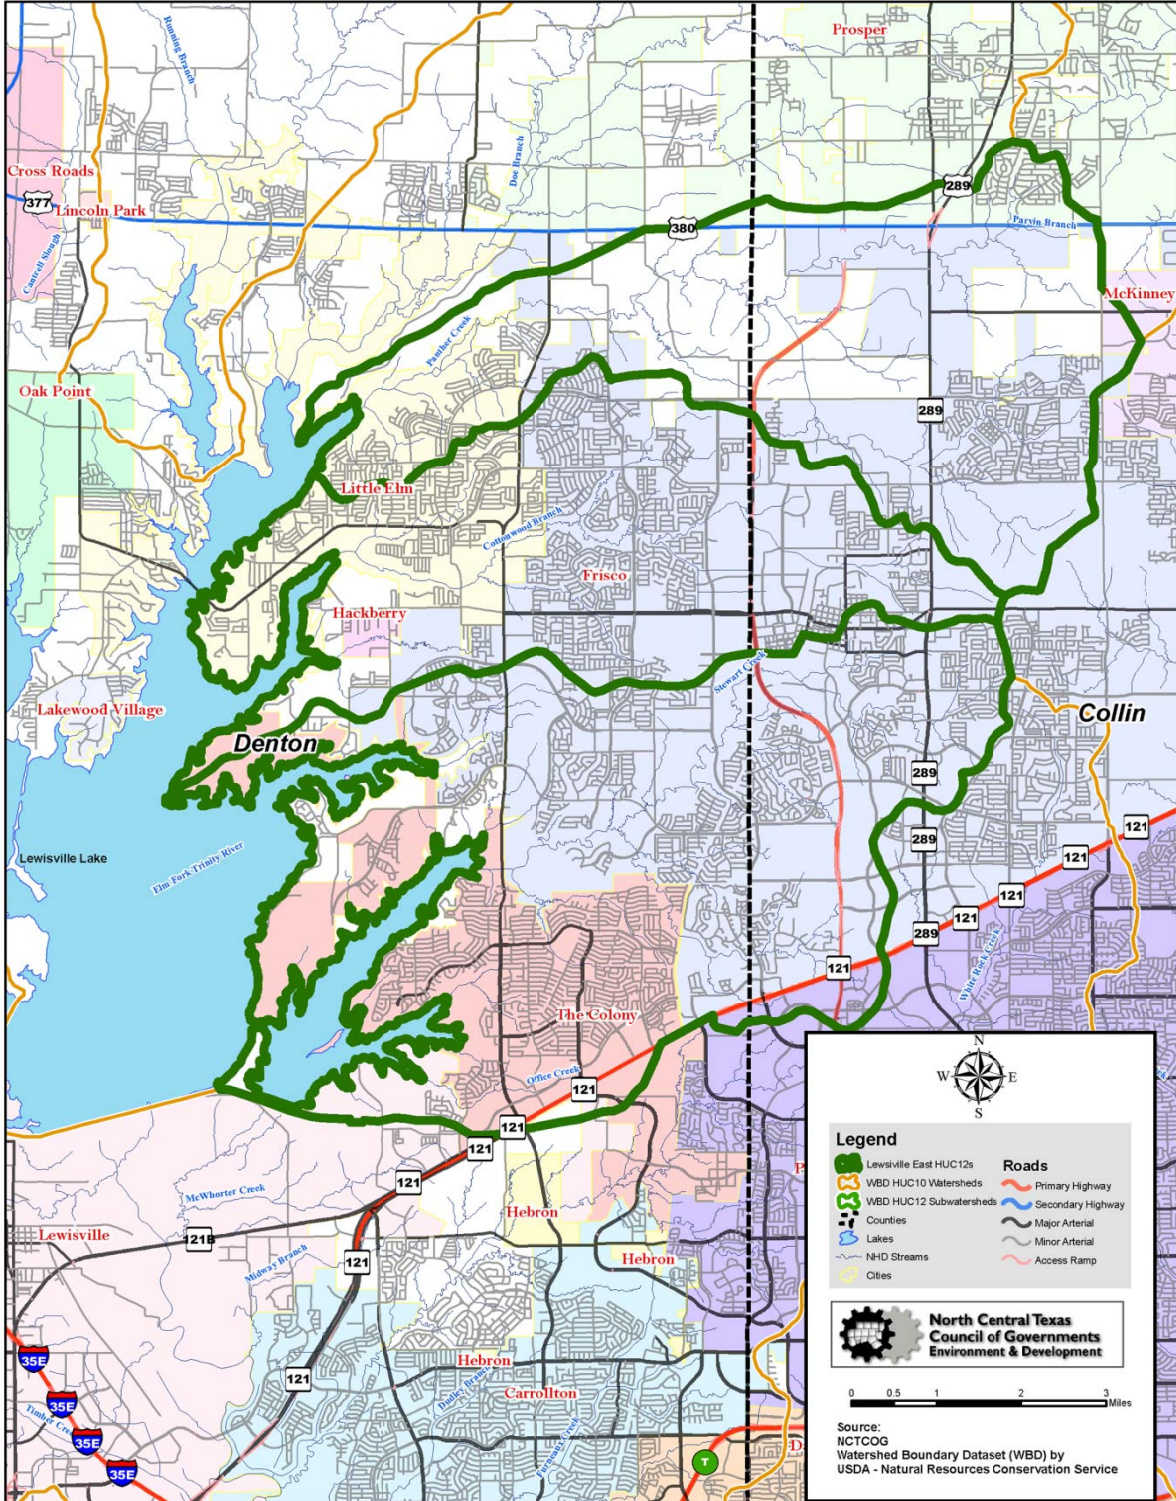 Prosper
Running Branch
Doe Branch
Cross Roads
377
Lincoln Park
289
380
Parvin Branch
Cantrell Slough
McKinney
Panther Creek
Oak Point
289
Little Elm
Cottonwood Branch
Frisco
Hackberry
Stewart Creek
Lakewood Village
Denton
Collin
289
289
121
121
Lewisville Lake
Elm Fork Trinity River
121
121
289
121
White Rock Creek
The Colony
Office Creek
121
121
121
121
McWhorter Creek
Hebron
Lewisville
121B
Midway Branch
121
Hebron
35E
Hebron
121
Dudley Branch
Carrollton
35E
Timber
35E
Furneaux Creek
35E
T
D
P
N
W
E
S
Legend
Lewsiville East HUC12s
WBD HUC10 Watersheds
WBD HUC12 Subwatersheds
Counties
Lakes
NHD Streams
Cities
Roads
Primary Highway
Secondary Highway
Major Arterial
Minor Arterial
Access Ramp
North Central Texas
Council of Governments
Environment & Development
0 0.5 1 2 3
Miles
Source:
NCTCOG
Watershed Boundary Dataset (WBD) by
USDA - Natural Resources Conservation Service